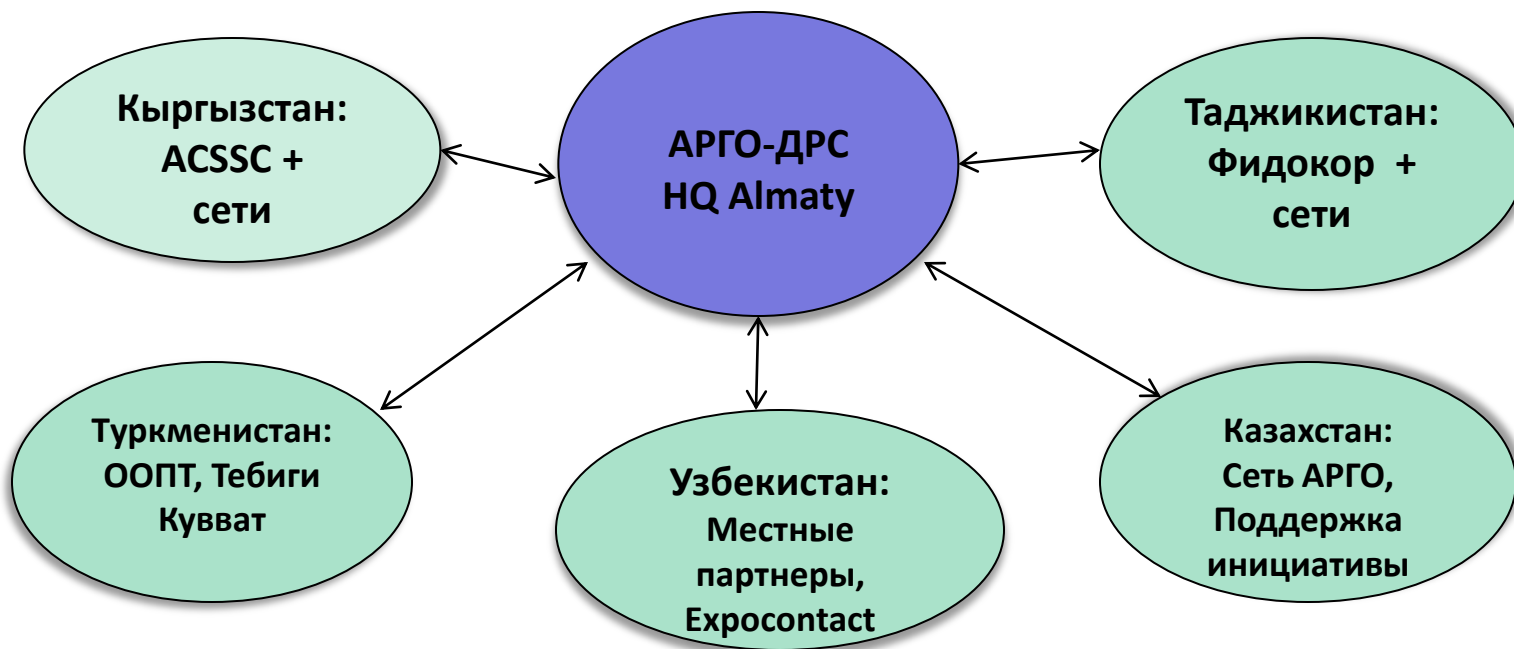 Кыргызстан:
ACSSC +
сети
АРГО-ДРС
HQ Almaty
Таджикистан:
Фидокор +
сети
Туркменистан:
ООПТ, Тебиги
Кувват
Узбекистан:
Местные
партнеры,
Expocontact
Казахстан:
Сеть АРГО,
Поддержка
инициативы